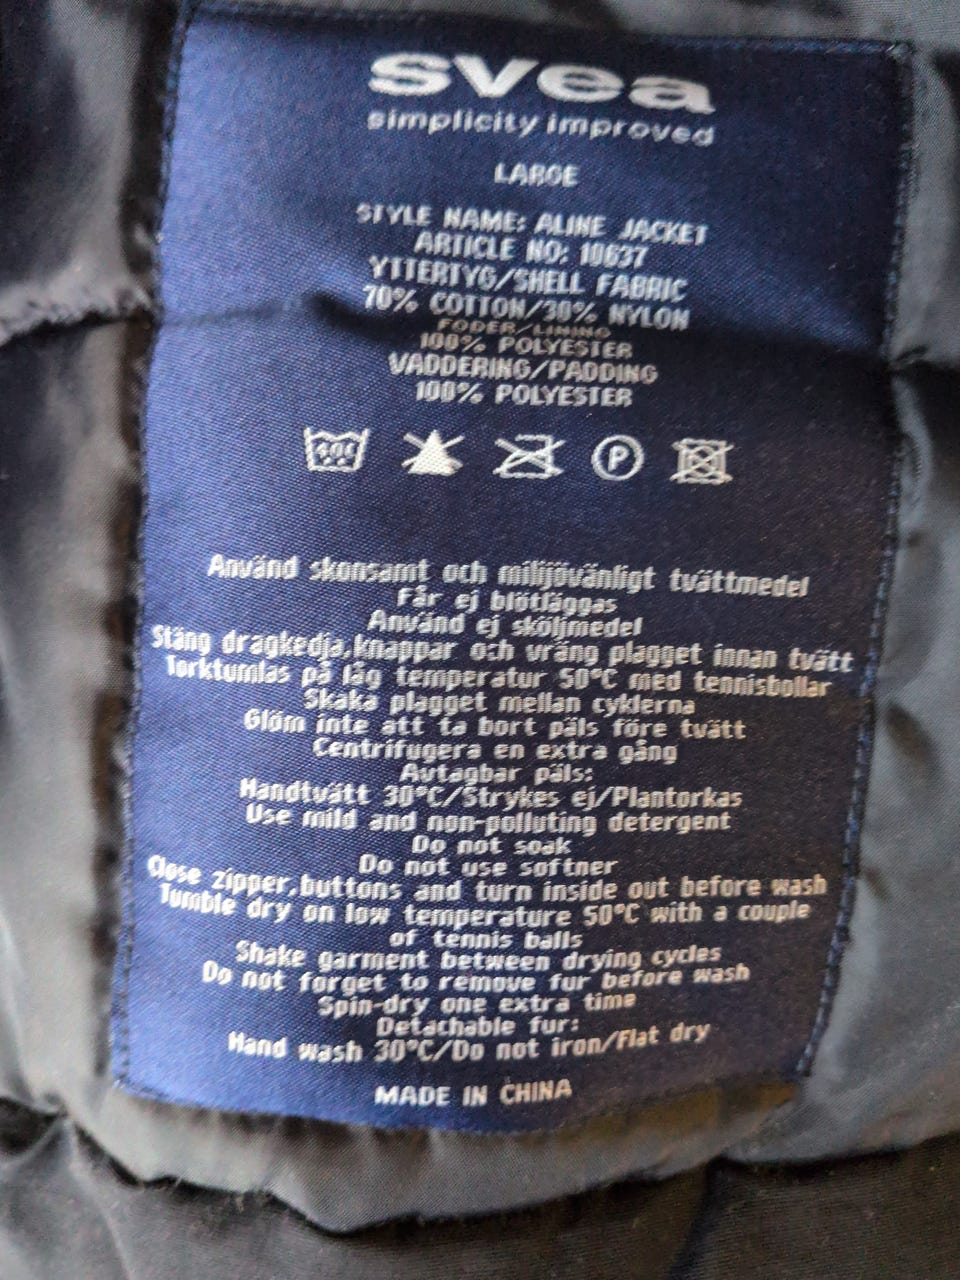 svea
simplicity improved
LARGE
STYLE NAME: ALINE JACKET
ARTICLE NO: 10637
YTTERTYG/SHELL FABRIC
70% COTTON/30% NYLON
FODER/LINING
100% POLYESTER
VADDERING/PADDING
100% POLYESTER
P
Använd skonsamt och milijövänligt tvättmedel
Får ej blötläggas
Använd ej sköljmedel
Stäng dragkedja,knappar och vräng plagget innan tvätt
Torktumlas på låg temperatur 50°C med tennisbollar
Skaka plagget mellan cyklerna
Glöm inte att ta bort päls före tvätt
Centrifugera en extra gång
Avtagbar päls:
Handtvätt 30°C/Strykes ej/Plantorkas
Use mild and non-polluting detergent
Do not soak
Do not use softner
Close zipper,buttons and turn inside out before wash
Tumble dry on low temperature 50°C with a couple
of tennis balls
Shake garment between drying cycles
Do not forget to remove fur before wash
Spin-dry one extra time
Detachable fur:
Hand wash 30°C/Do not iron/Flat dry
MADE IN CHINA